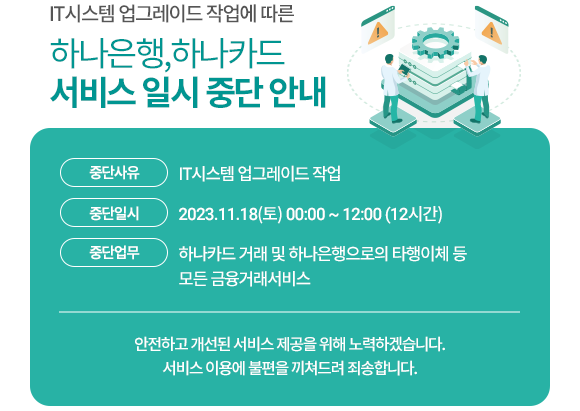 IT시스템 업그레이드 작업에 따른
하나은행,하나카드
서비스 일시 중단 안내
중단사유
IT시스템 업그레이드 작업
중단일시
2023.11.18(토) 00:00 ~ 12:00 (12시간)
중단업무
하나카드 거래 및 하나은행으로의 타행이체 등
모든 금융거래서비스
안전하고 개선된 서비스 제공을 위해 노력하겠습니다.
서비스 이용에 불편을 끼쳐드려 죄송합니다.